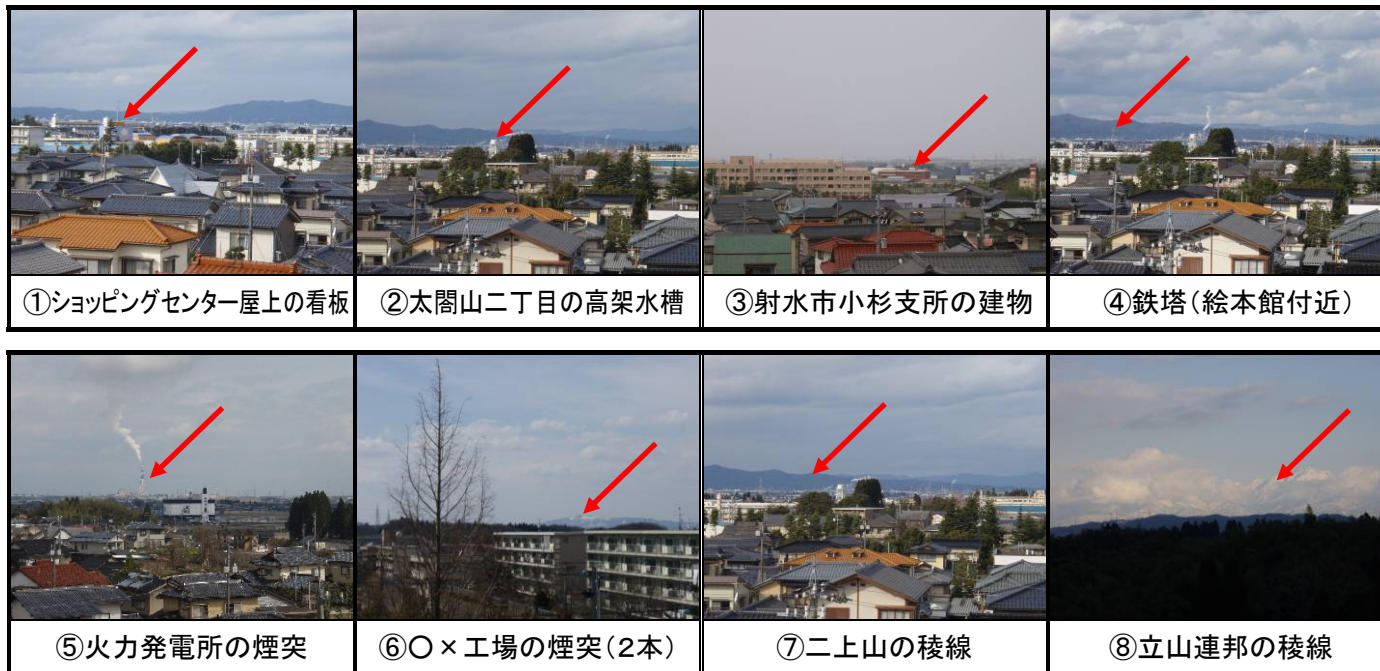 ①ショッピングセンター屋上の看板
②太閤山二丁目の高架水槽
③射水市小杉支所の建物
④鉄塔(絵本館付近)
⑤火力発電所の煙突
⑥〇×工場の煙突(2本)
⑦二上山の稜線
⑧立山連邦の稜線